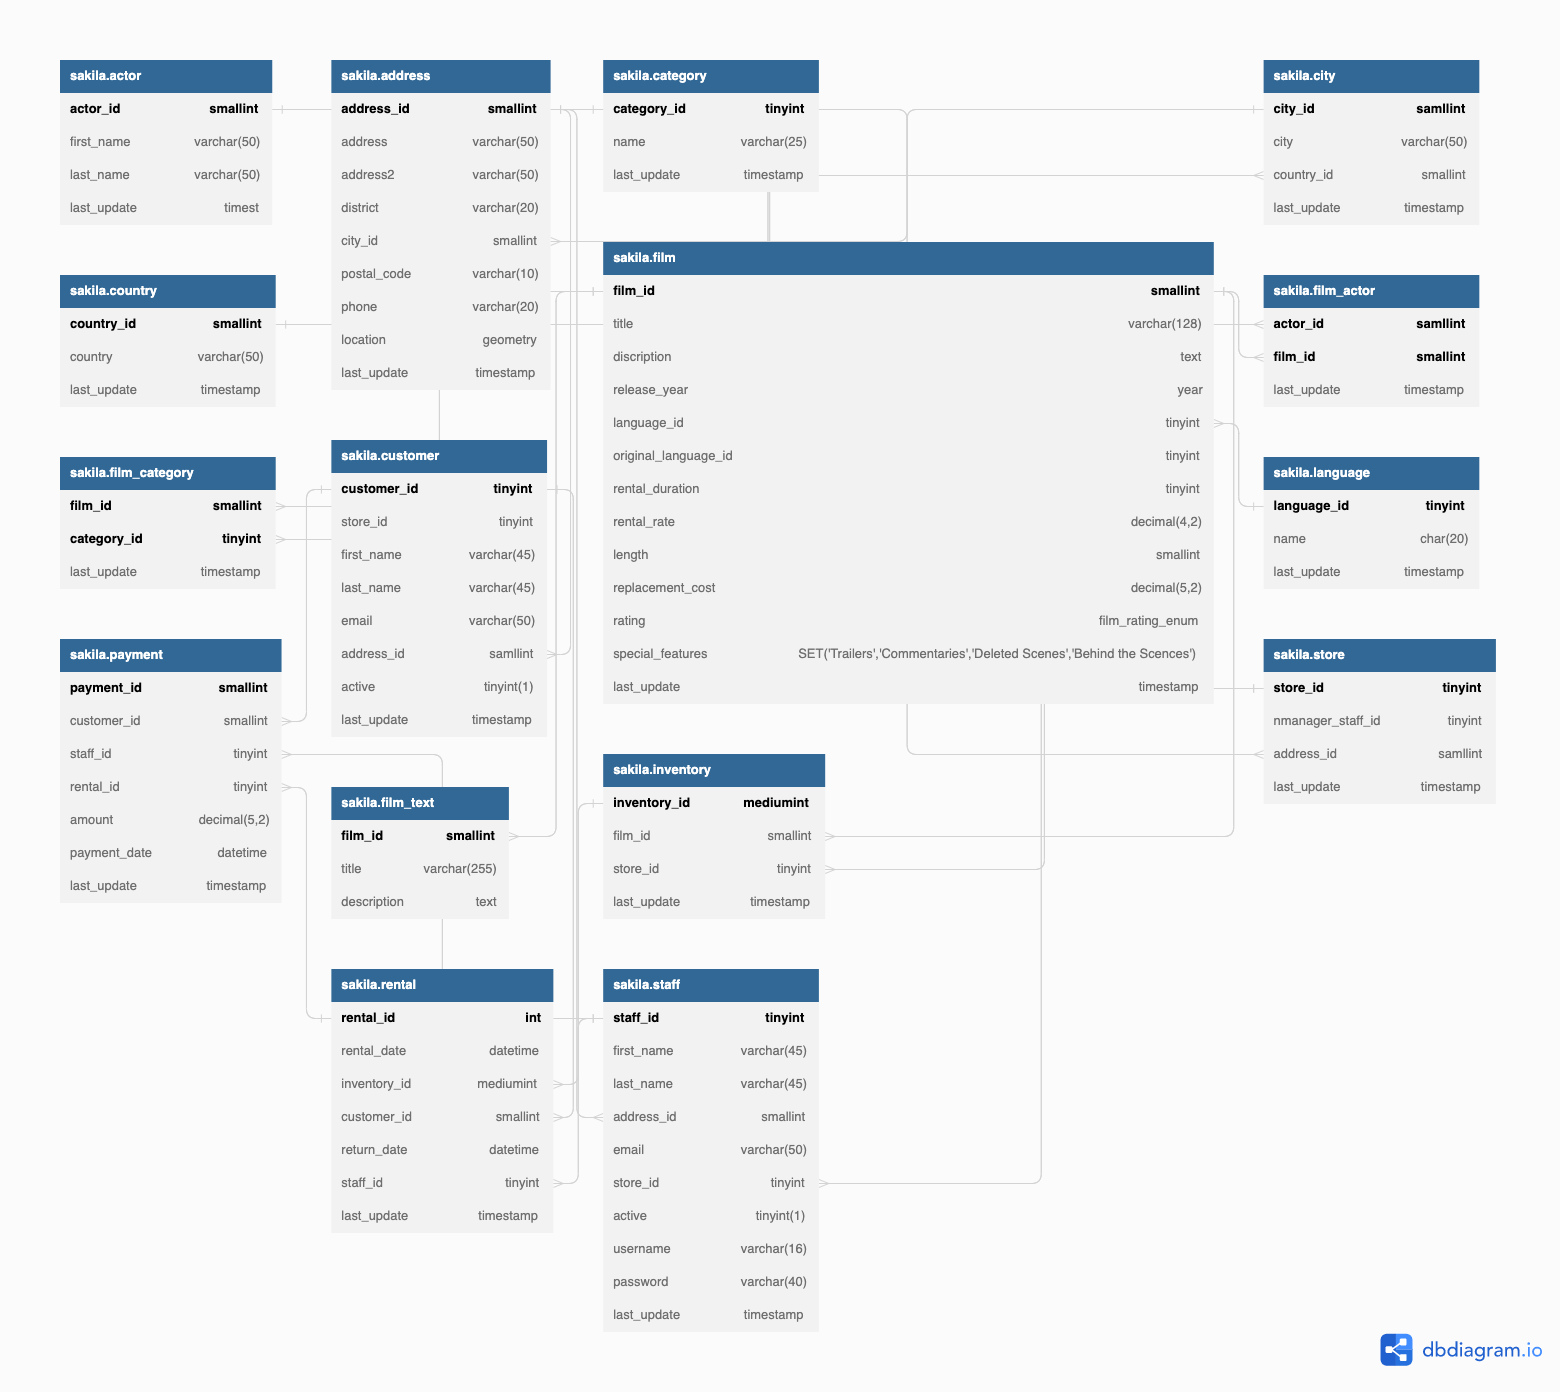 sakila.actor
actor_id smallint
first_name varchar(50)
last_name varchar(50)
last_update timest
sakila.address
address_id smallint
address varchar(50)
address2 varchar(50)
district varchar(20)
city_id smallint
postal_code varchar(10)
phone varchar(20)
location geometry
last_update timestamp
sakila.category
category_id tinyint
name varchar(25)
last_update timestamp
sakila.city
city_id samllint
city varchar(50)
country_id smallint
last_update timestamp
sakila.country
country_id smallint
country varchar(50)
last_update timestamp
sakila.film
film_id smallint
title varchar(128)
discription text
release_year year
language_id tinyint
original_language_id tinyint
rental_duration tinyint
rental_rate decimal(4,2)
length smallint
replacement_cost decimal(5,2)
rating film_rating_enum
special_features SET('Trailers','Commentaries','Deleted Scenes','Behind the Scences')
last_update timestamp
sakila.film_actor
actor_id samllint
film_id smallint
last_update timestamp
sakila.film_category
film_id smallint
category_id tinyint
last_update timestamp
sakila.customer
customer_id tinyint
store_id tinyint
first_name varchar(45)
last_name varchar(45)
email varchar(50)
address_id samllint
active tinyint(1)
last_update timestamp
sakila.language
language_id tinyint
name char(20)
last_update timestamp
sakila.payment
payment_id smallint
customer_id smallint
staff_id tinyint
rental_id tinyint
amount decimal(5,2)
payment_date datetime
last_update timestamp
sakila.store
store_id tinyint
nmanager_staff_id tinyint
address_id samllint
last_update timestamp
sakila.film_text
film_id smallint
title varchar(255)
description text
sakila.inventory
inventory_id mediumint
film_id smallint
store_id tinyint
last_update timestamp
sakila.rental
rental_id int
rental_date datetime
inventory_id mediumint
customer_id smallint
return_date datetime
staff_id tinyint
last_update timestamp
sakila.staff
staff_id tinyint
first_name varchar(45)
last_name varchar(45)
address_id smallint
email varchar(50)
store_id tinyint
active tinyint(1)
username varchar(16)
password varchar(40)
last_update timestamp
dbdiagram.io